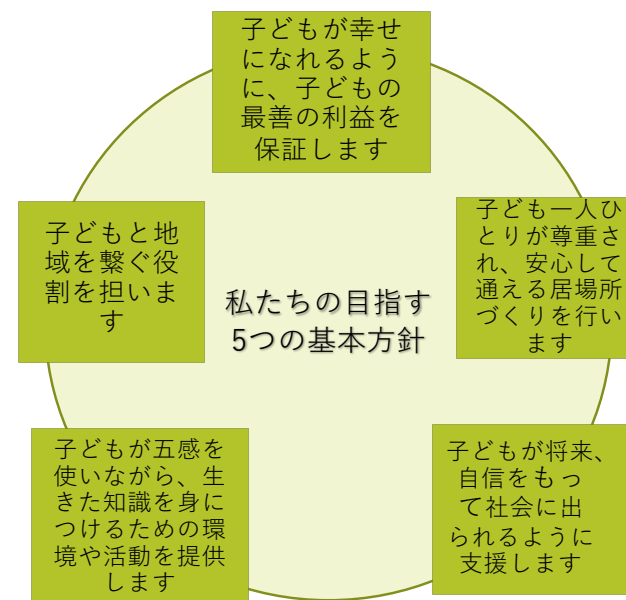 子どもが幸せ
になれるよう
に、子どもの
最善の利益を
保証します
子ども一人ひ
とりが尊重さ
れ、安心して
通える居場所
づくりを行い
ます
子どもと地
域を繋ぐ役
割を担いま
す
私たちの目指す
5つの基本方針
子どもが将来、
自信をもっ
て社会に出
られるように
支援します
子どもが五感を
使いながら、生
きた知識を身に
つけるための環
境や活動を提供
します